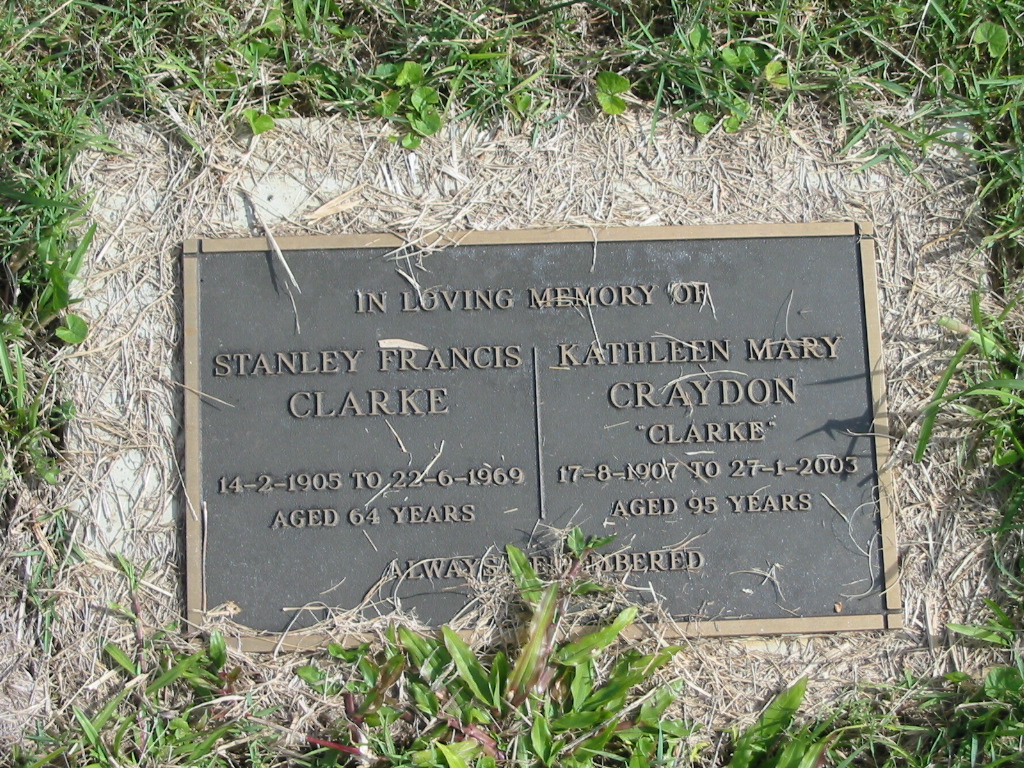 IN LOVING MEMORY OF
STANLEY FRANCIS
CLARKE
14-2-1905 TO 22-6-1969
AGED 64 YEARS
KATHLEEN MARY
CRAYDON
"CLARKE"
17-8-1907 TO 27-1-2003
AGED 95 YEARS
ALWAYS REMEMBERED